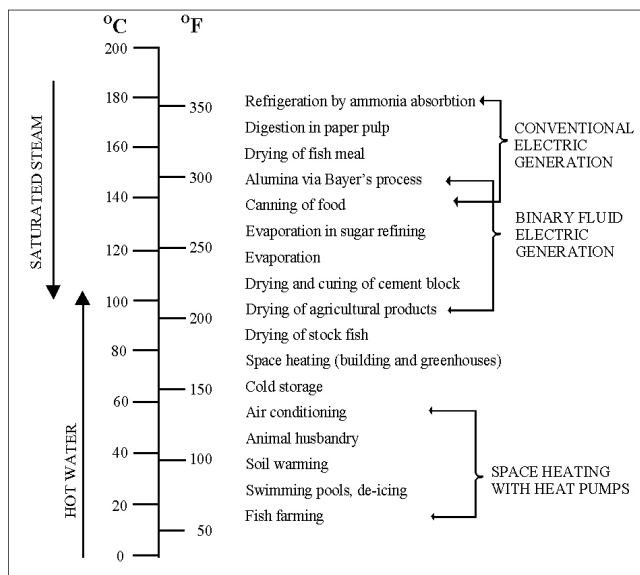 °C
°F
200
180
160
140
120
100
80
60
40
20
0
350
300
250
200
150
100
50
SATURATED STEAM
HOT WATER
Refrigeration by ammonia absorbtion
Digestion in paper pulp
Drying of fish meal
Alumina via Bayer's process
Canning of food
Evaporation in sugar refining
Evaporation
Drying and curing of cement block
Drying of agricultural products
Drying of stock fish
Space heating (building and greenhouses)
Cold storage
Air conditioning
Animal husbandry
Soil warming
Swimming pools, de-icing
Fish farming
CONVENTIONAL
ELECTRIC
GENERATION
BINARY FLUID
ELECTRIC
GENERATION
SPACE HEATING
WITH HEAT PUMPS